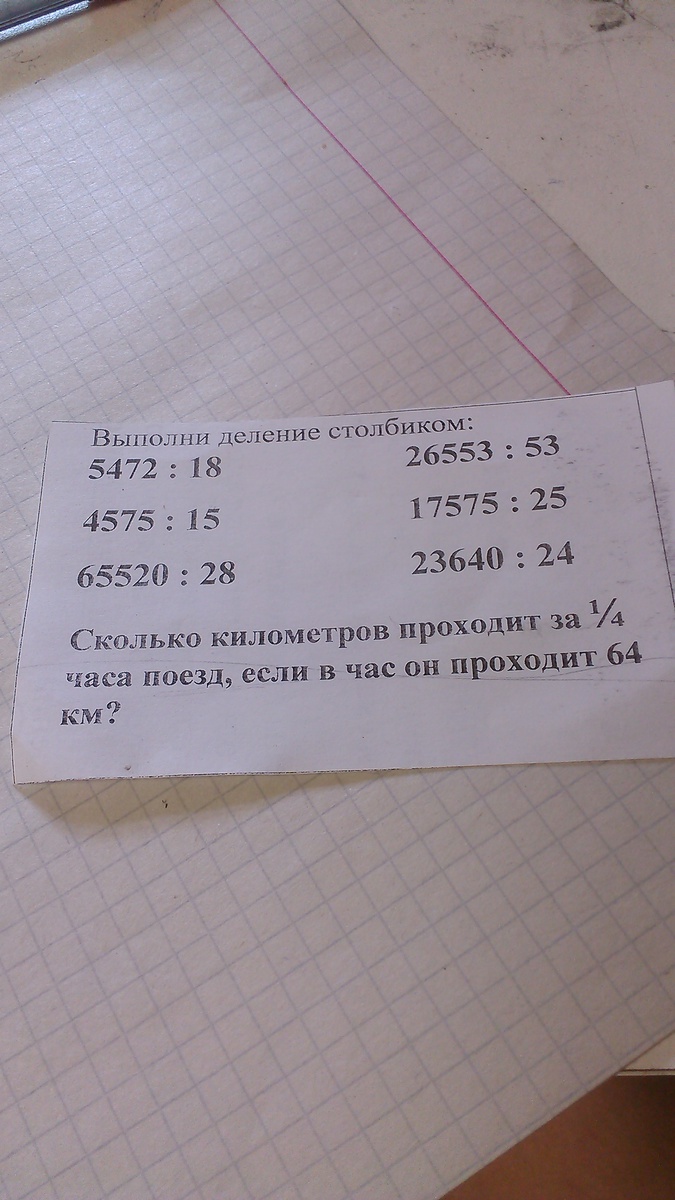 Выполни деление столбиком:
5472 : 18 26553 : 53
4575 : 15 17575 : 25
65520 : 28 23640 : 24
Сколько километров проходит за ¼
часа поезд, если в час он проходит 64
км?